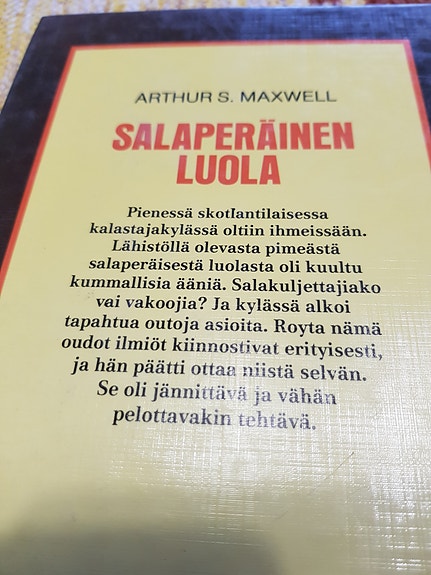 ARTHUR S. MAXWELL
SALAPERÄINEN
LUOLA
Pienessä skotlantilaisessa
kalastajakylässä oltiin ihmeissään.
Lähistöllä olevasta pimeästä
salaperäisestä luolasta oli kuultu
kummallisia ääniä. Salakuljettajiako
vai vakoojia? Ja kylässä alkoi
tapahtua outoja asioita. Royta nämä
oudot ilmiöt kiinnostivat erityisesti,
ja hän päätti ottaa niistä selvän.
Se oli jännittävä ja vähän
pelottavakin tehtävä.